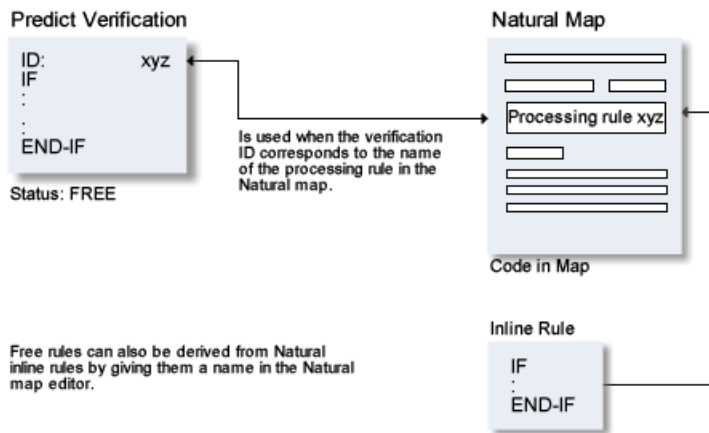 Predict Verification
ID: xyz
IF
:
:
END-IF
Status: FREE
Is used when the verification
ID corresponds to the name
of the processing rule in the
Natural map.
Natural Map
Processing rule xyz
Code in Map
Free rules can also be derived from Natural
inline rules by giving them a name in the Natural
map editor.
Inline Rule
IF
:
END-IF